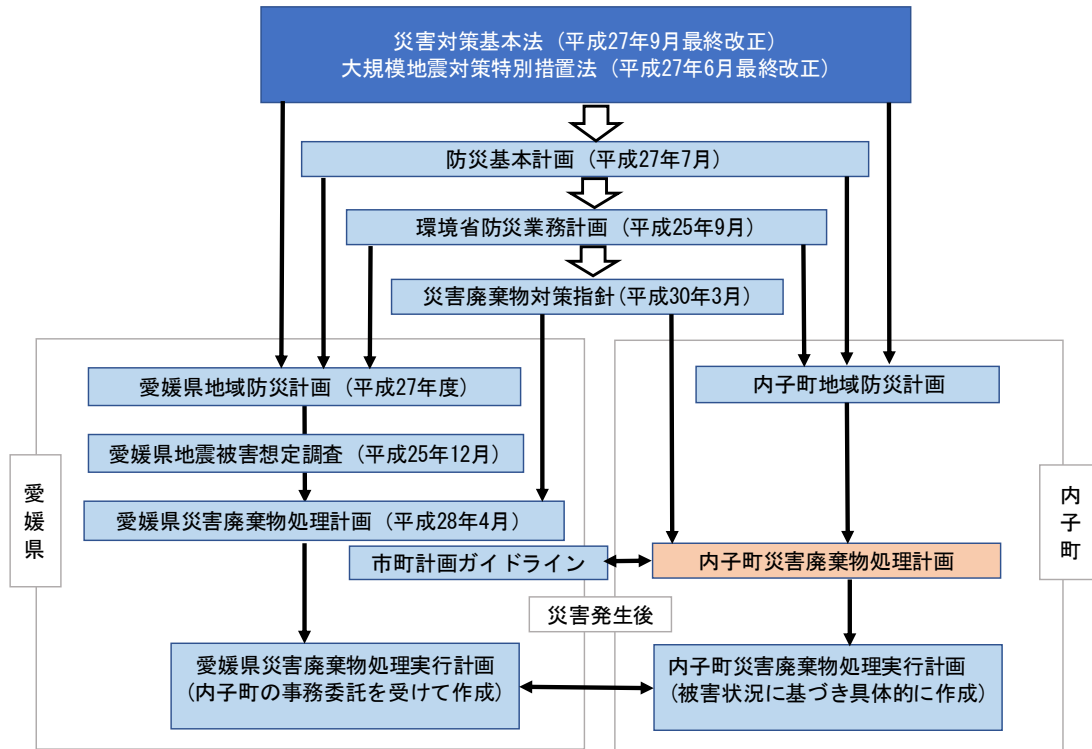 災害対策基本法（平成27年9月最終改正）
大規模地震対策特別措置法（平成27年6月最終改正）
防災基本計画（平成27年7月）
環境省防災業務計画（平成25年9月）
災害廃棄物対策指針(平成30年3月)
愛媛県地域防災計画（平成27年度）
内子町地域防災計画
愛媛県地震被害想定調査（平成25年12月）
愛媛県
内子町
愛媛県災害廃棄物処理計画（平成28年4月）
市町計画ガイドライン
内子町災害廃棄物処理計画
災害発生後
愛媛県災害廃棄物処理実行計画
(内子町の事務委託を受けて作成)
内子町災害廃棄物処理実行計画
(被害状況に基づき具体的に作成)